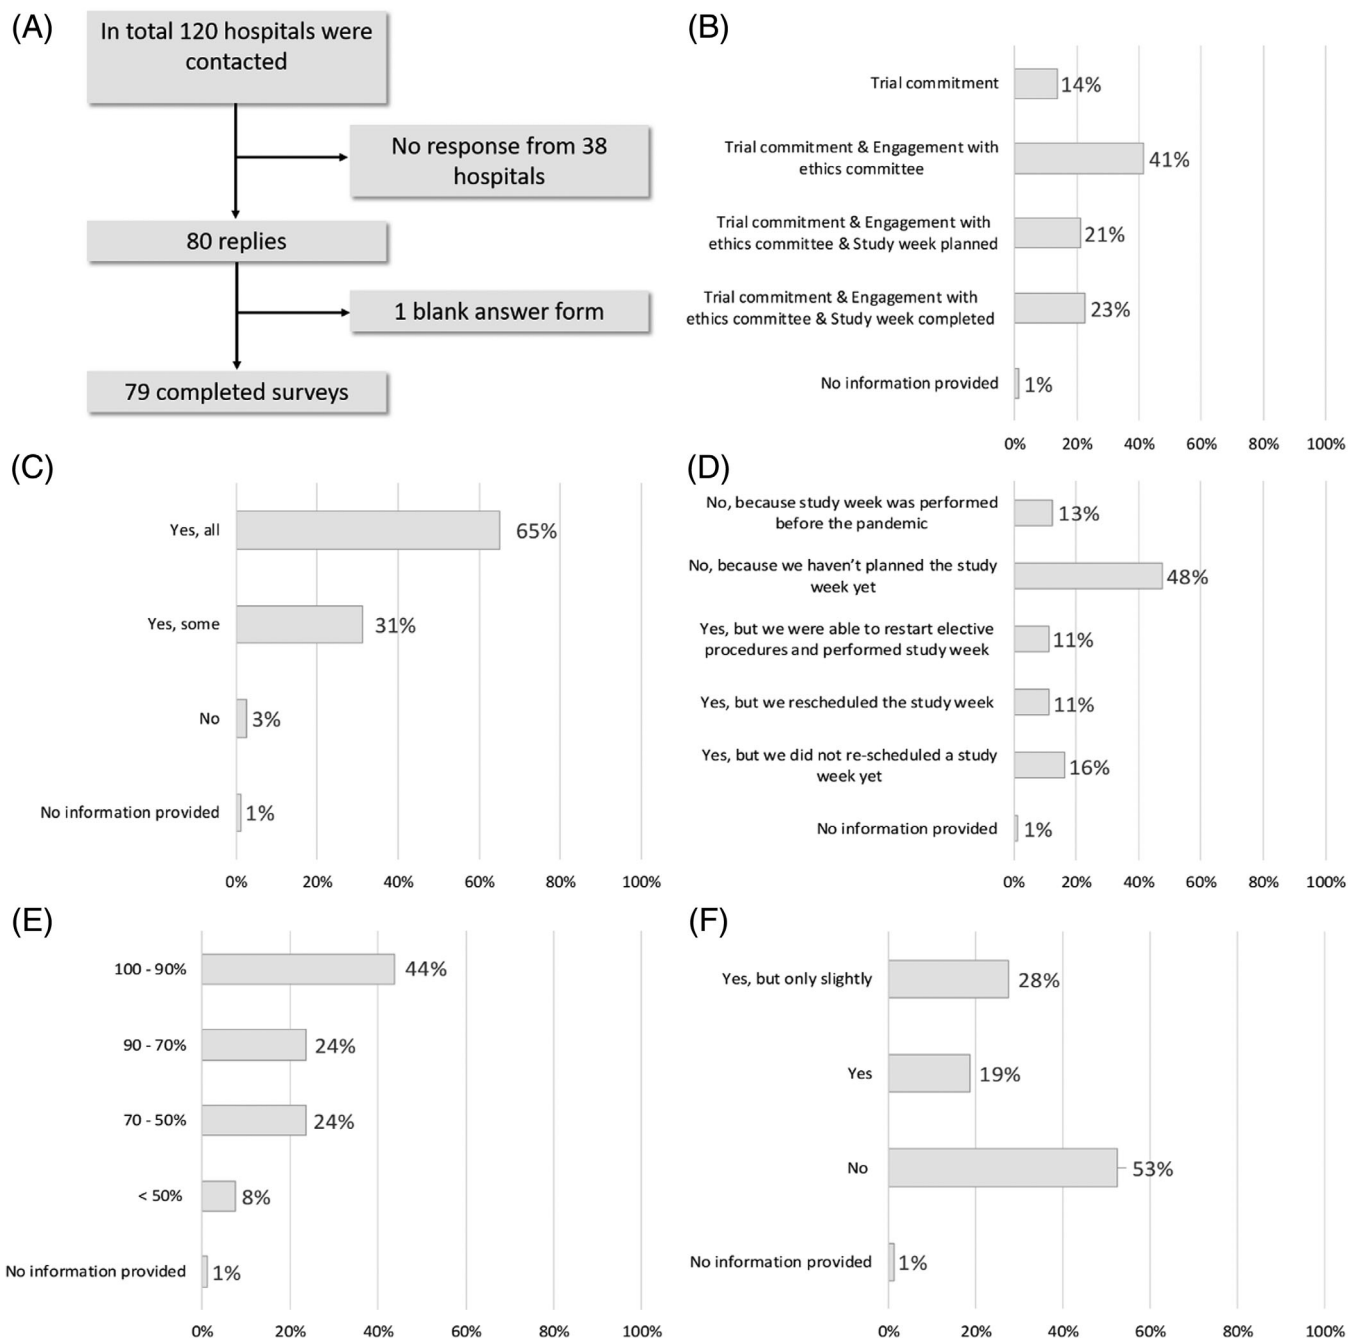 (A)
In total 120 hospitals were
contacted
No response from 38
hospitals
80 replies
1 blank answer form
79 completed surveys
(B)
Trial commitment
14%
Trial commitment & Engagement with
ethics committee
41%
Trial commitment & Engagement with
ethics committee & Study week planned
21%
Trial commitment & Engagement with
ethics committee & Study week completed
23%
No information provided
1%
0% 20% 40% 60% 80% 100%
(C)
Yes, all
65%
Yes, some
31%
No
3%
No information provided
1%
0% 20% 40% 60% 80% 100%
(D)
No, because study week was performed
before the pandemic
13%
No, because we haven't planned the study
week yet
48%
Yes, but we were able to restart elective
procedures and performed study week
11%
Yes, but we rescheduled the study week
11%
Yes, but we did not re-scheduled a study
week yet
16%
No information provided
1%
0% 20% 40% 60% 80% 100%
(E)
100 - 90%
44%
90 - 70%
24%
70 - 50%
24%
< 50%
8%
No information provided
1%
0% 20% 40% 60% 80% 100%
(F)
Yes, but only slightly
28%
Yes
19%
No
53%
No information provided
1%
0% 20% 40% 60% 80% 100%